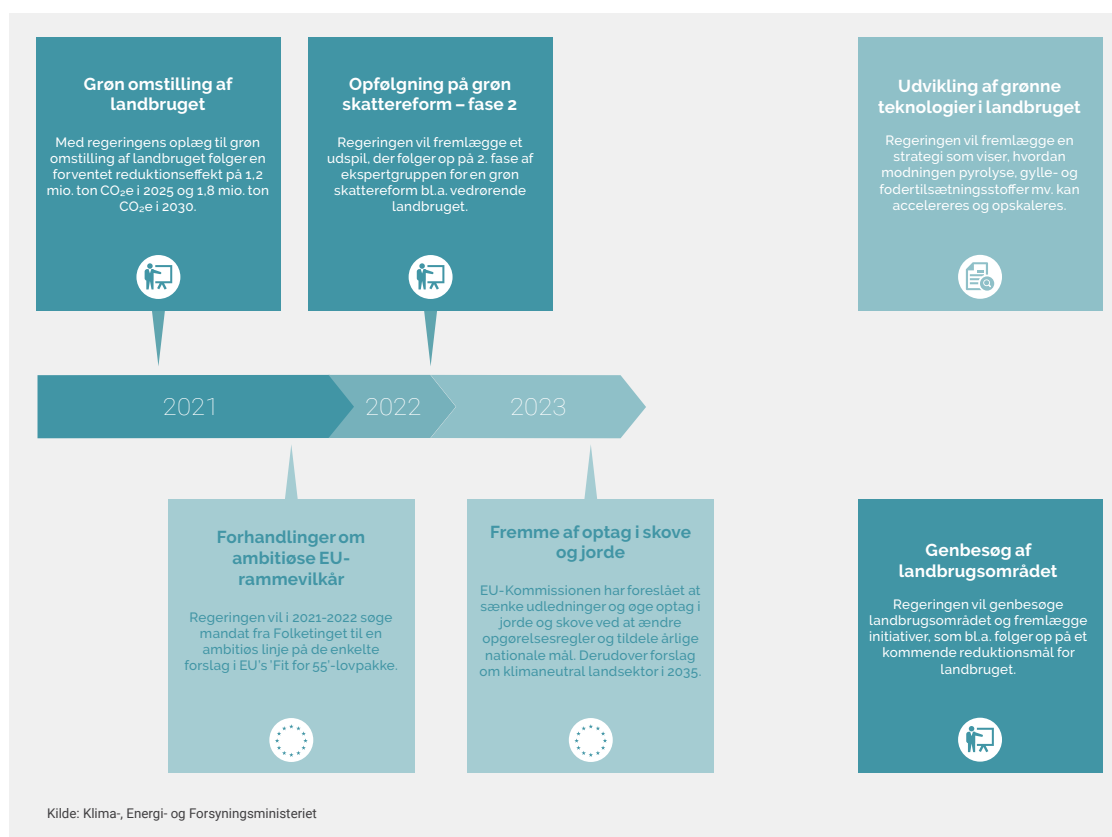 Grøn omstilling af
landbruget
Med regeringens oplæg til grøn
omstilling af landbruget følger en
forventet reduktionseffekt på 1,2
mio. ton CO₂e i 2025 og 1,8 mio. ton
CO₂e i 2030.
Opfølgning på grøn
skattereform – fase 2
Regeringen vil fremlægge et
udspil, der følger op på 2. fase af
ekspertgruppen for en grøn
skattereform bl.a. vedrørende
landbruget.
Udvikling af grønne
teknologier i landbruget
Regeringen vil fremlægge en
strategi som viser, hvordan
modningen pyrolyse, gylle- og
fodertilsætningsstoffer mv. kan
accelereres og opskaleres.
2021
2022
2023
Forhandlinger om
ambitiøse EU-
rammevilkår
Regeringen vil i 2021-2022 søge
mandat fra Folketinget til en
ambitiøs linje på de enkelte
forslag i EU's 'Fit for 55'-lovpakke.
Fremme af optag i skove
og jorde
EU-Kommissionen har foreslået at
sænke udledninger og øge optag i
jorde og skove ved at ændre
opgørelsesregler og tildele årlige
nationale mål. Derudover forslag
om klimaneutral landsektor i 2035.
Genbesøg af
landbrugsområdet
Regeringen vil genbesøge
landbrugsområdet og fremlægge
initiativer, som bl.a. følger op på et
kommende reduktionsmål for
landbruget.
Kilde: Klima-, Energi- og Forsyningsministeriet